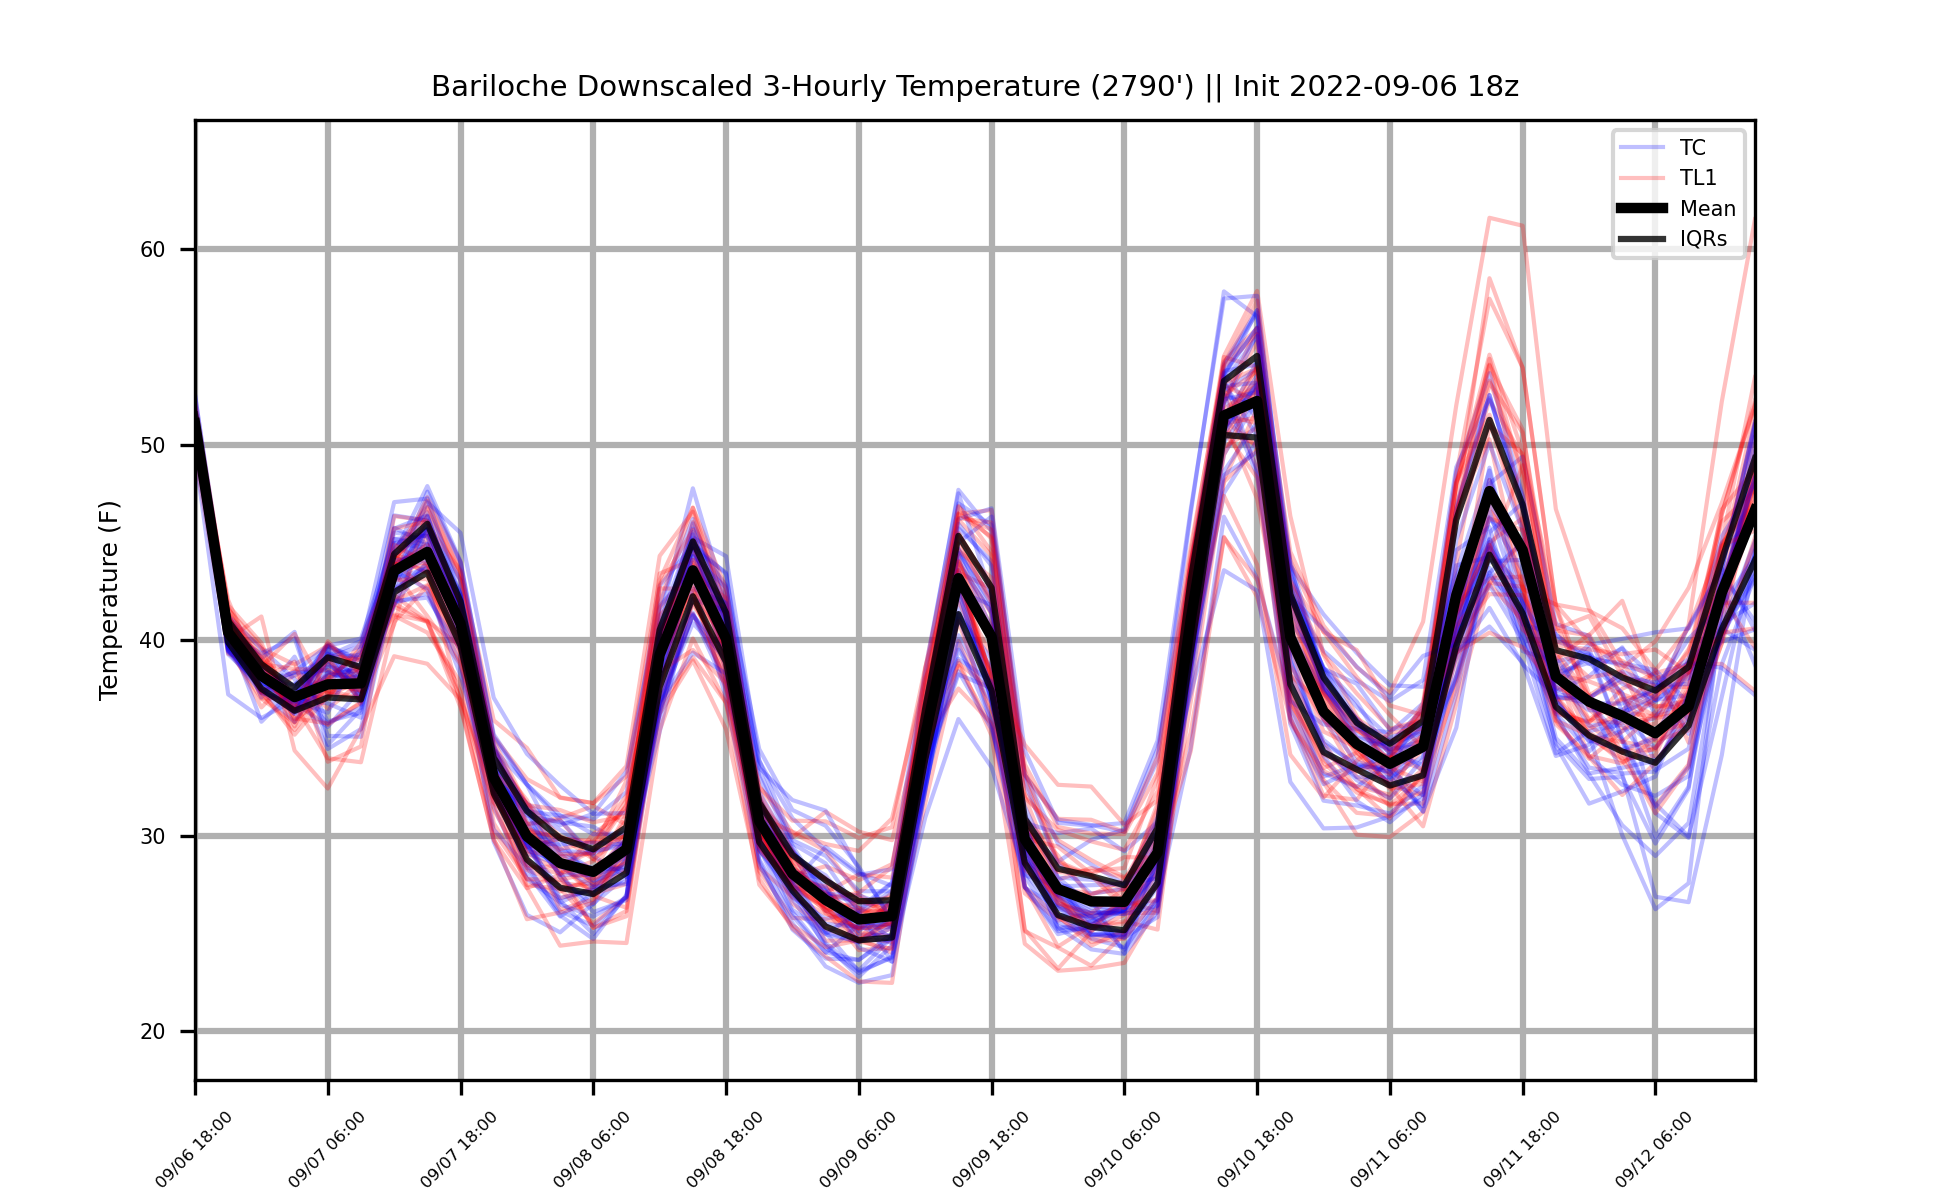 Bariloche Downscaled 3-Hourly Temperature (2790') || Init 2022-09-06 18z
TC
TL1
Mean
IQRs
Temperature (F)
60
50
40
30
20
09/06 18:00
09/07 06:00
09/07 18:00
09/08 06:00
09/08 18:00
09/09 06:00
09/09 18:00
09/10 06:00
09/10 18:00
09/11 06:00
09/11 18:00
09/12 06:00